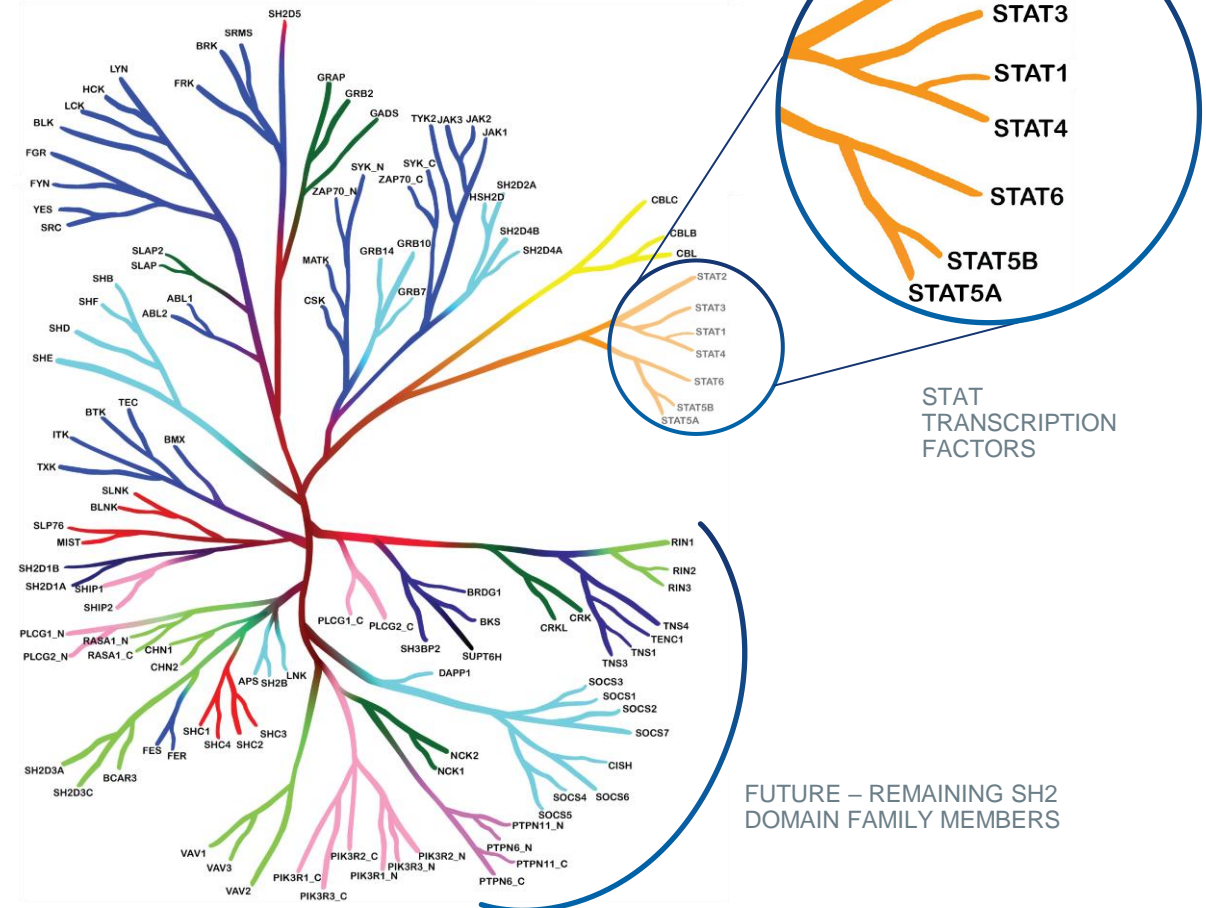 SH2D5
SRMS
BRK
FRK
LYN
HCK
LCK
BLK
FGR
FYN
YES
SRC
GRAP
GRB2
GADS
SYK_N
ZAP70_N
TYK2
JAK3
JAK2
JAK1
SYK_C
ZAP70_C
SH2D2A
HSH2D
SH2D4B
SH2D4A
GRB10
GRB14
GRB7
MATK
CSK
SLAP2
SLAP
ABL1
ABL2
SHB
SHF
SHD
SHE
CBLC
CBLB
CBL
STAT2
STAT3
STAT1
STAT4
STAT6
STAT5B
STAT5A
STAT3
STAT1
STAT4
STAT6
STAT5B
STAT5A
STAT
TRANSCRIPTION
FACTORS
TEC
BTK
ITK
BMX
TXK
SLNK
BLNK
SLP76
MIST
SH2D1B
SH2D1A
SHIP1
SHIP2
PLCG1_N
PLCG2_N
RASA1_N
RASA1_C
CHN1
CHN2
APS
SH2B
LNK
SHC1
SHC4
SHC2
SHC3
FES
FER
BCAR3
SH2D3A
SH2D3C
VAV1
VAV3
VAV2
PLCG1_C
PLCG2_C
BRDG1
BKS
SH3BP2
SUPT6H
CRKL
CRK
RIN1
RIN2
RIN3
TNS4
TENC1
TNS1
TNS3
DAPP1
SOCS3
SOCS1
SOCS2
SOCS7
CISH
SOCS6
SOCS4
SOCS5
NCK2
NCK1
PTPN11_N
PTPN6_N
PTPN11_C
PTPN6_C
PIK3R2_C
PIK3R2_N
PIK3R3_N
PIK3R1_N
PIK3R1_C
PIK3R3_C
FUTURE – REMAINING SH2
DOMAIN FAMILY MEMBERS